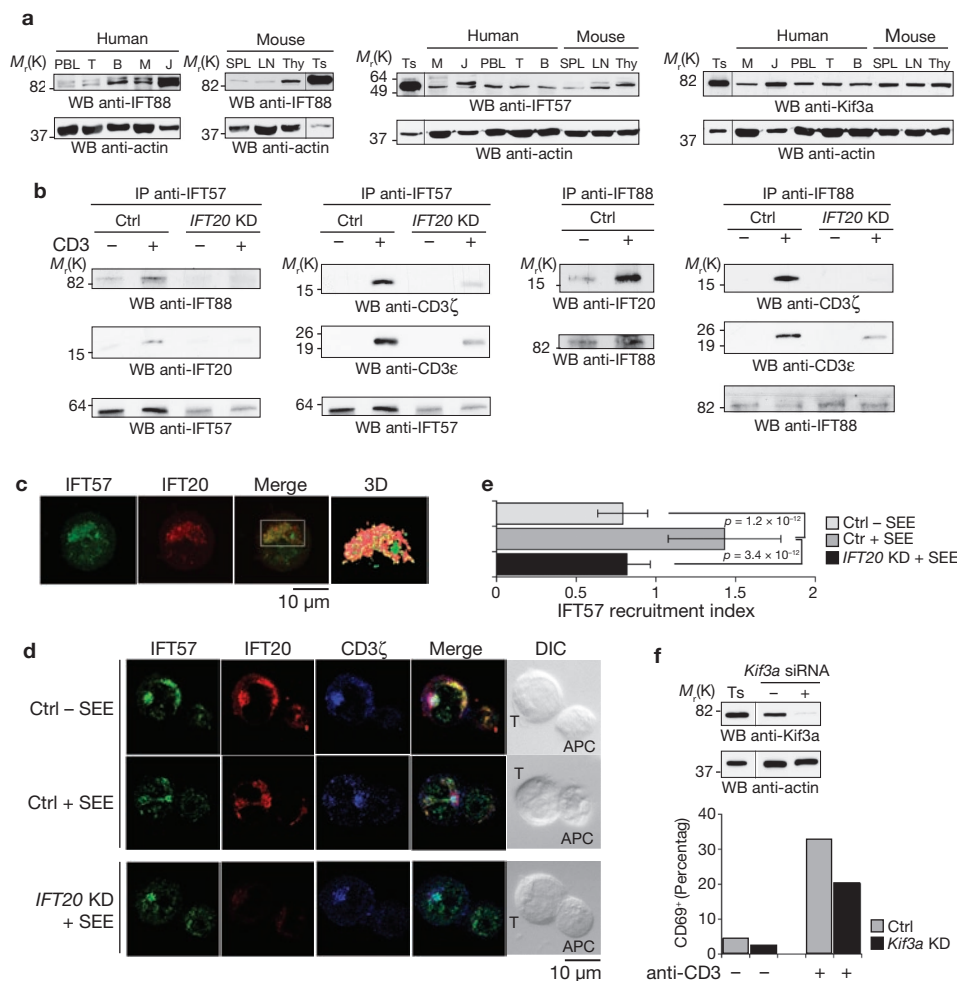 a
Human
Mouse
Human
Mouse
Human
Mouse
Mr(K)
PBL T B M J
SPL LN Thy Ts
Ts M J PBL T B SPL LN Thy
Ts M J PBL T B SPL LN Thy
82
82
64
49
82
WB anti-IFT88
WB anti-IFT88
WB anti-IFT57
WB anti-Kif3a
37
37
37
37
WB anti-actin
WB anti-actin
WB anti-actin
WB anti-actin
b
IP anti-IFT57
IP anti-IFT57
IP anti-IFT88
IP anti-IFT88
Ctrl IFT20 KD
Ctrl IFT20 KD
Ctrl
Ctrl IFT20 KD
CD3 – + – +
– + – +
– +
– + – +
Mr(K)
Mr(K)
Mr(K)
Mr(K)
82
15
15
15
WB anti-IFT88
WB anti-CD3ζ
WB anti-IFT20
WB anti-CD3ζ
15
26
19
82
26
19
WB anti-IFT20
WB anti-CD3ε
WB anti-IFT88
WB anti-CD3ε
64
64
82
WB anti-IFT57
WB anti-IFT57
WB anti-IFT88
c
IFT57 IFT20 Merge 3D
10 µm
e
p = 1.2 × 10⁻¹²
p = 3.4 × 10⁻¹²
Ctrl – SEE
Ctr + SEE
IFT20 KD + SEE
0 0.5 1 1.5 2
IFT57 recruitment index
d
IFT57 IFT20 CD3ζ Merge DIC
Ctrl – SEE
T
APC
Ctrl + SEE
T
APC
IFT20 KD
+ SEE
T
APC
10 µm
f
Kif3a siRNA
Mr(K) Ts – +
82
WB anti-Kif3a
37
WB anti-actin
CD69⁺ (Percentag)
40
30
20
10
0
Ctrl
Kif3a KD
anti-CD3 – – + +